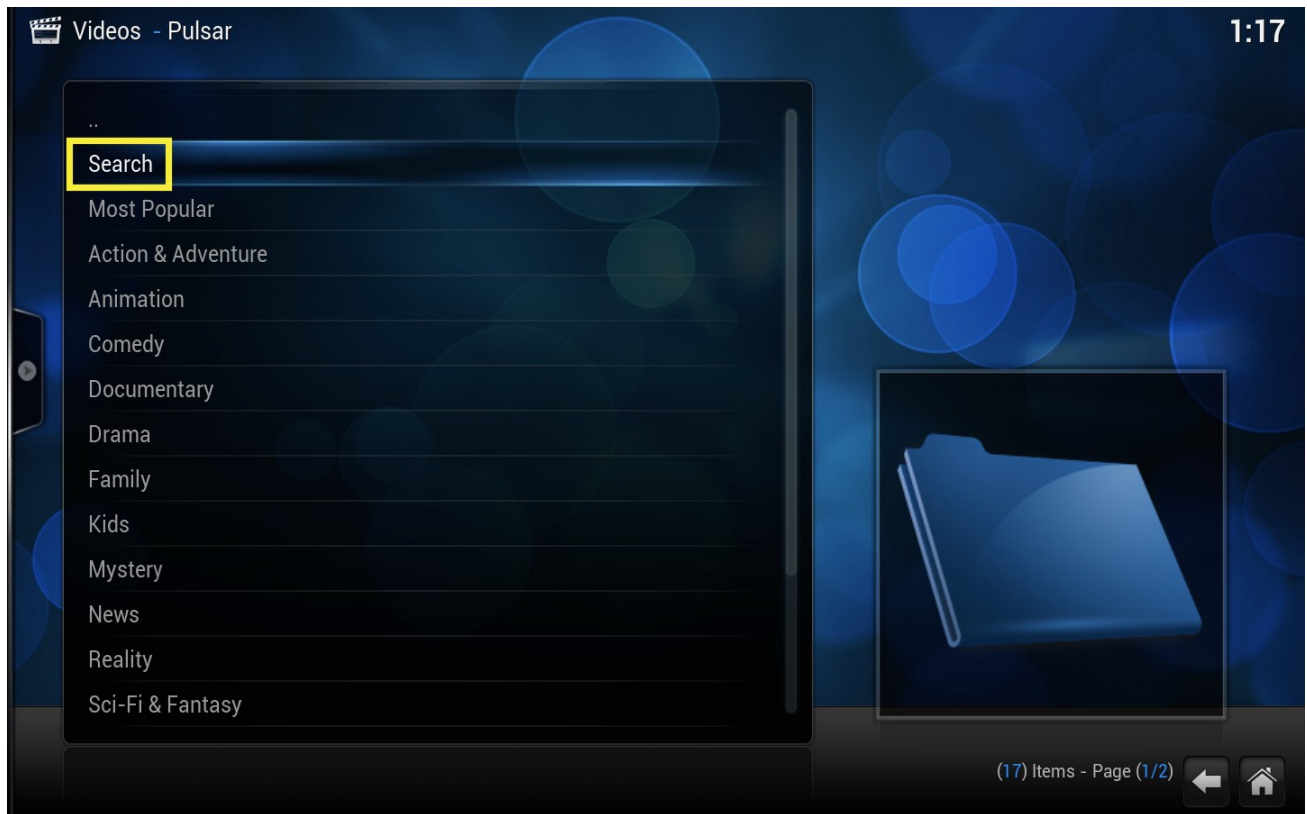 Videos - Pulsar
1:17
..
Search
Most Popular
Action & Adventure
Animation
Comedy
Documentary
Drama
Family
Kids
Mystery
News
Reality
Sci-Fi & Fantasy
(17) Items - Page (1/2)